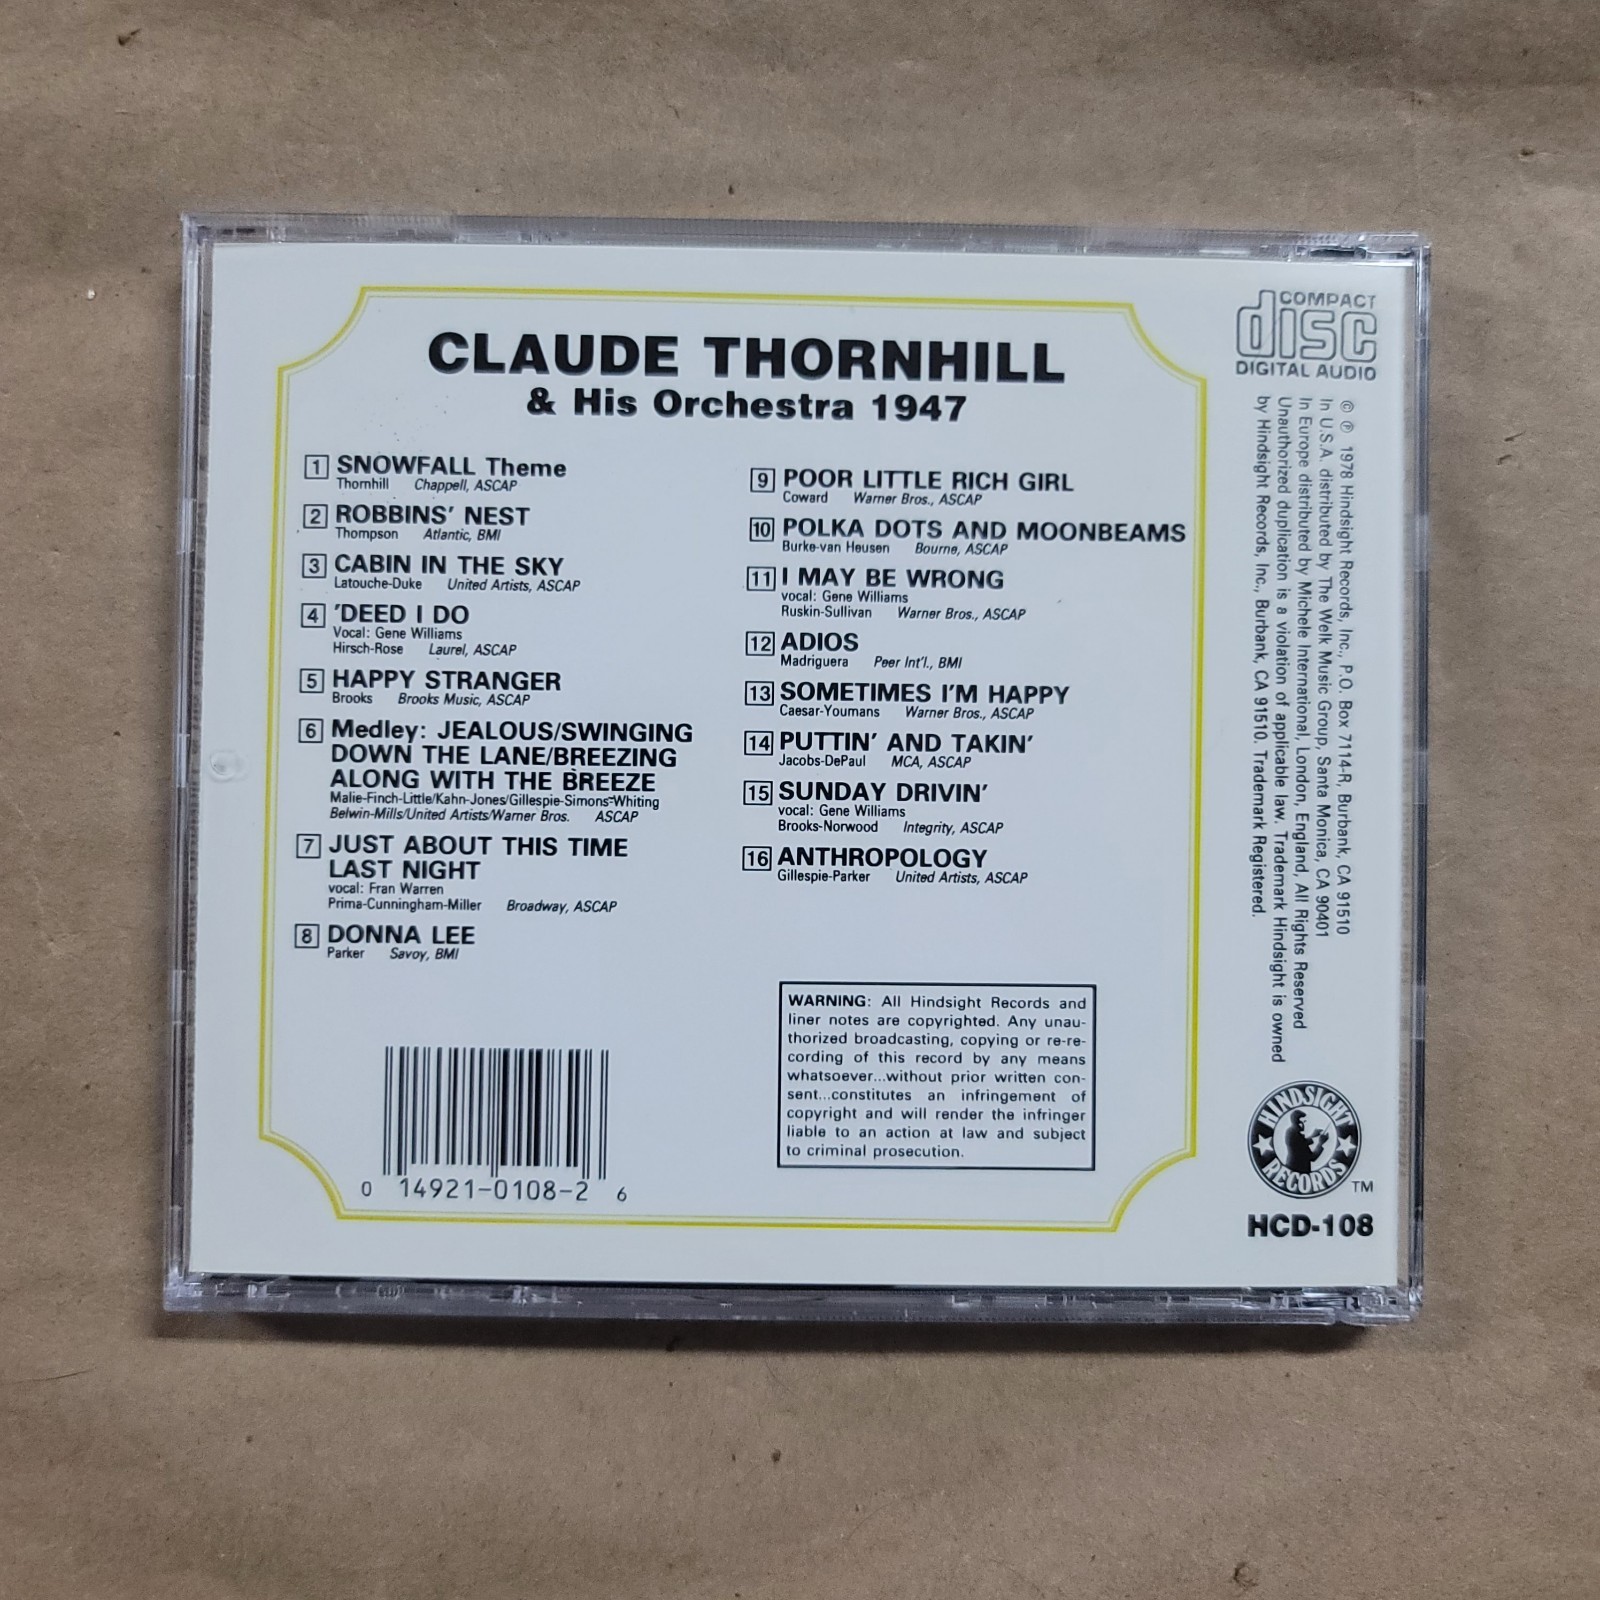 CLAUDE THORNHILL
& His Orchestra 1947
1 SNOWFALL Theme
Thornhill Chappell, ASCAP
2 ROBBINS' NEST
Thompson Atlantic, BMI
3 CABIN IN THE SKY
Latouche-Duke United Artists, ASCAP
4 'DEED I DO
Vocal: Gene Williams
Hirsch-Rose Laurel, ASCAP
5 HAPPY STRANGER
Brooks Brooks Music, ASCAP
6 Medley: JEALOUS/SWINGING
DOWN THE LANE/BREEZING
ALONG WITH THE BREEZE
Malie-Finch-Little/Kahn-Jones/Gillespie-Simons-Whiting
Belwin-Mills/United Artists/Warner Bros. ASCAP
7 JUST ABOUT THIS TIME
LAST NIGHT
vocal: Fran Warren
Prima-Cunningham-Miller Broadway, ASCAP
8 DONNA LEE
Parker Savoy, BMI
9 POOR LITTLE RICH GIRL
Coward Warner Bros., ASCAP
10 POLKA DOTS AND MOONBEAMS
Burke-van Heusen Bourne, ASCAP
11 I MAY BE WRONG
vocal: Gene Williams
Ruskin-Sullivan Warner Bros., ASCAP
12 ADIOS
Madriguera Peer Int'l., BMI
13 SOMETIMES I'M HAPPY
Caesar-Youmans Warner Bros., ASCAP
14 PUTTIN' AND TAKIN'
Jacobs-DePaul MCA, ASCAP
15 SUNDAY DRIVIN'
vocal: Gene Williams
Brooks-Norwood Integrity, ASCAP
16 ANTHROPOLOGY
Gillespie-Parker United Artists, ASCAP
WARNING: All Hindsight Records and
liner notes are copyrighted. Any unau-
thorized broadcasting, copying or re-re-
cording of this record by any means
whatsoever...without prior written con-
sent...constitutes an infringement of
copyright and will render the infringer
liable to an action at law and subject
to criminal prosecution.
0 14921-0108-2 6
COMPACT
disc
DIGITAL AUDIO
© ℗ 1978 Hindsight Records, Inc., P.O. Box 7114-R, Burbank, CA 91510
In U.S.A. distributed by The Welk Music Group, Santa Monica, CA 90401
In Europe distributed by Michele International, London, England, All Rights Reserved
Unauthorized duplication is a violation of applicable law. Trademark Hindsight is owned
by Hindsight Records, Inc., Burbank, CA 91510. Trademark Registered.
HINDSIGHT
RECORDS
TM
HCD-108